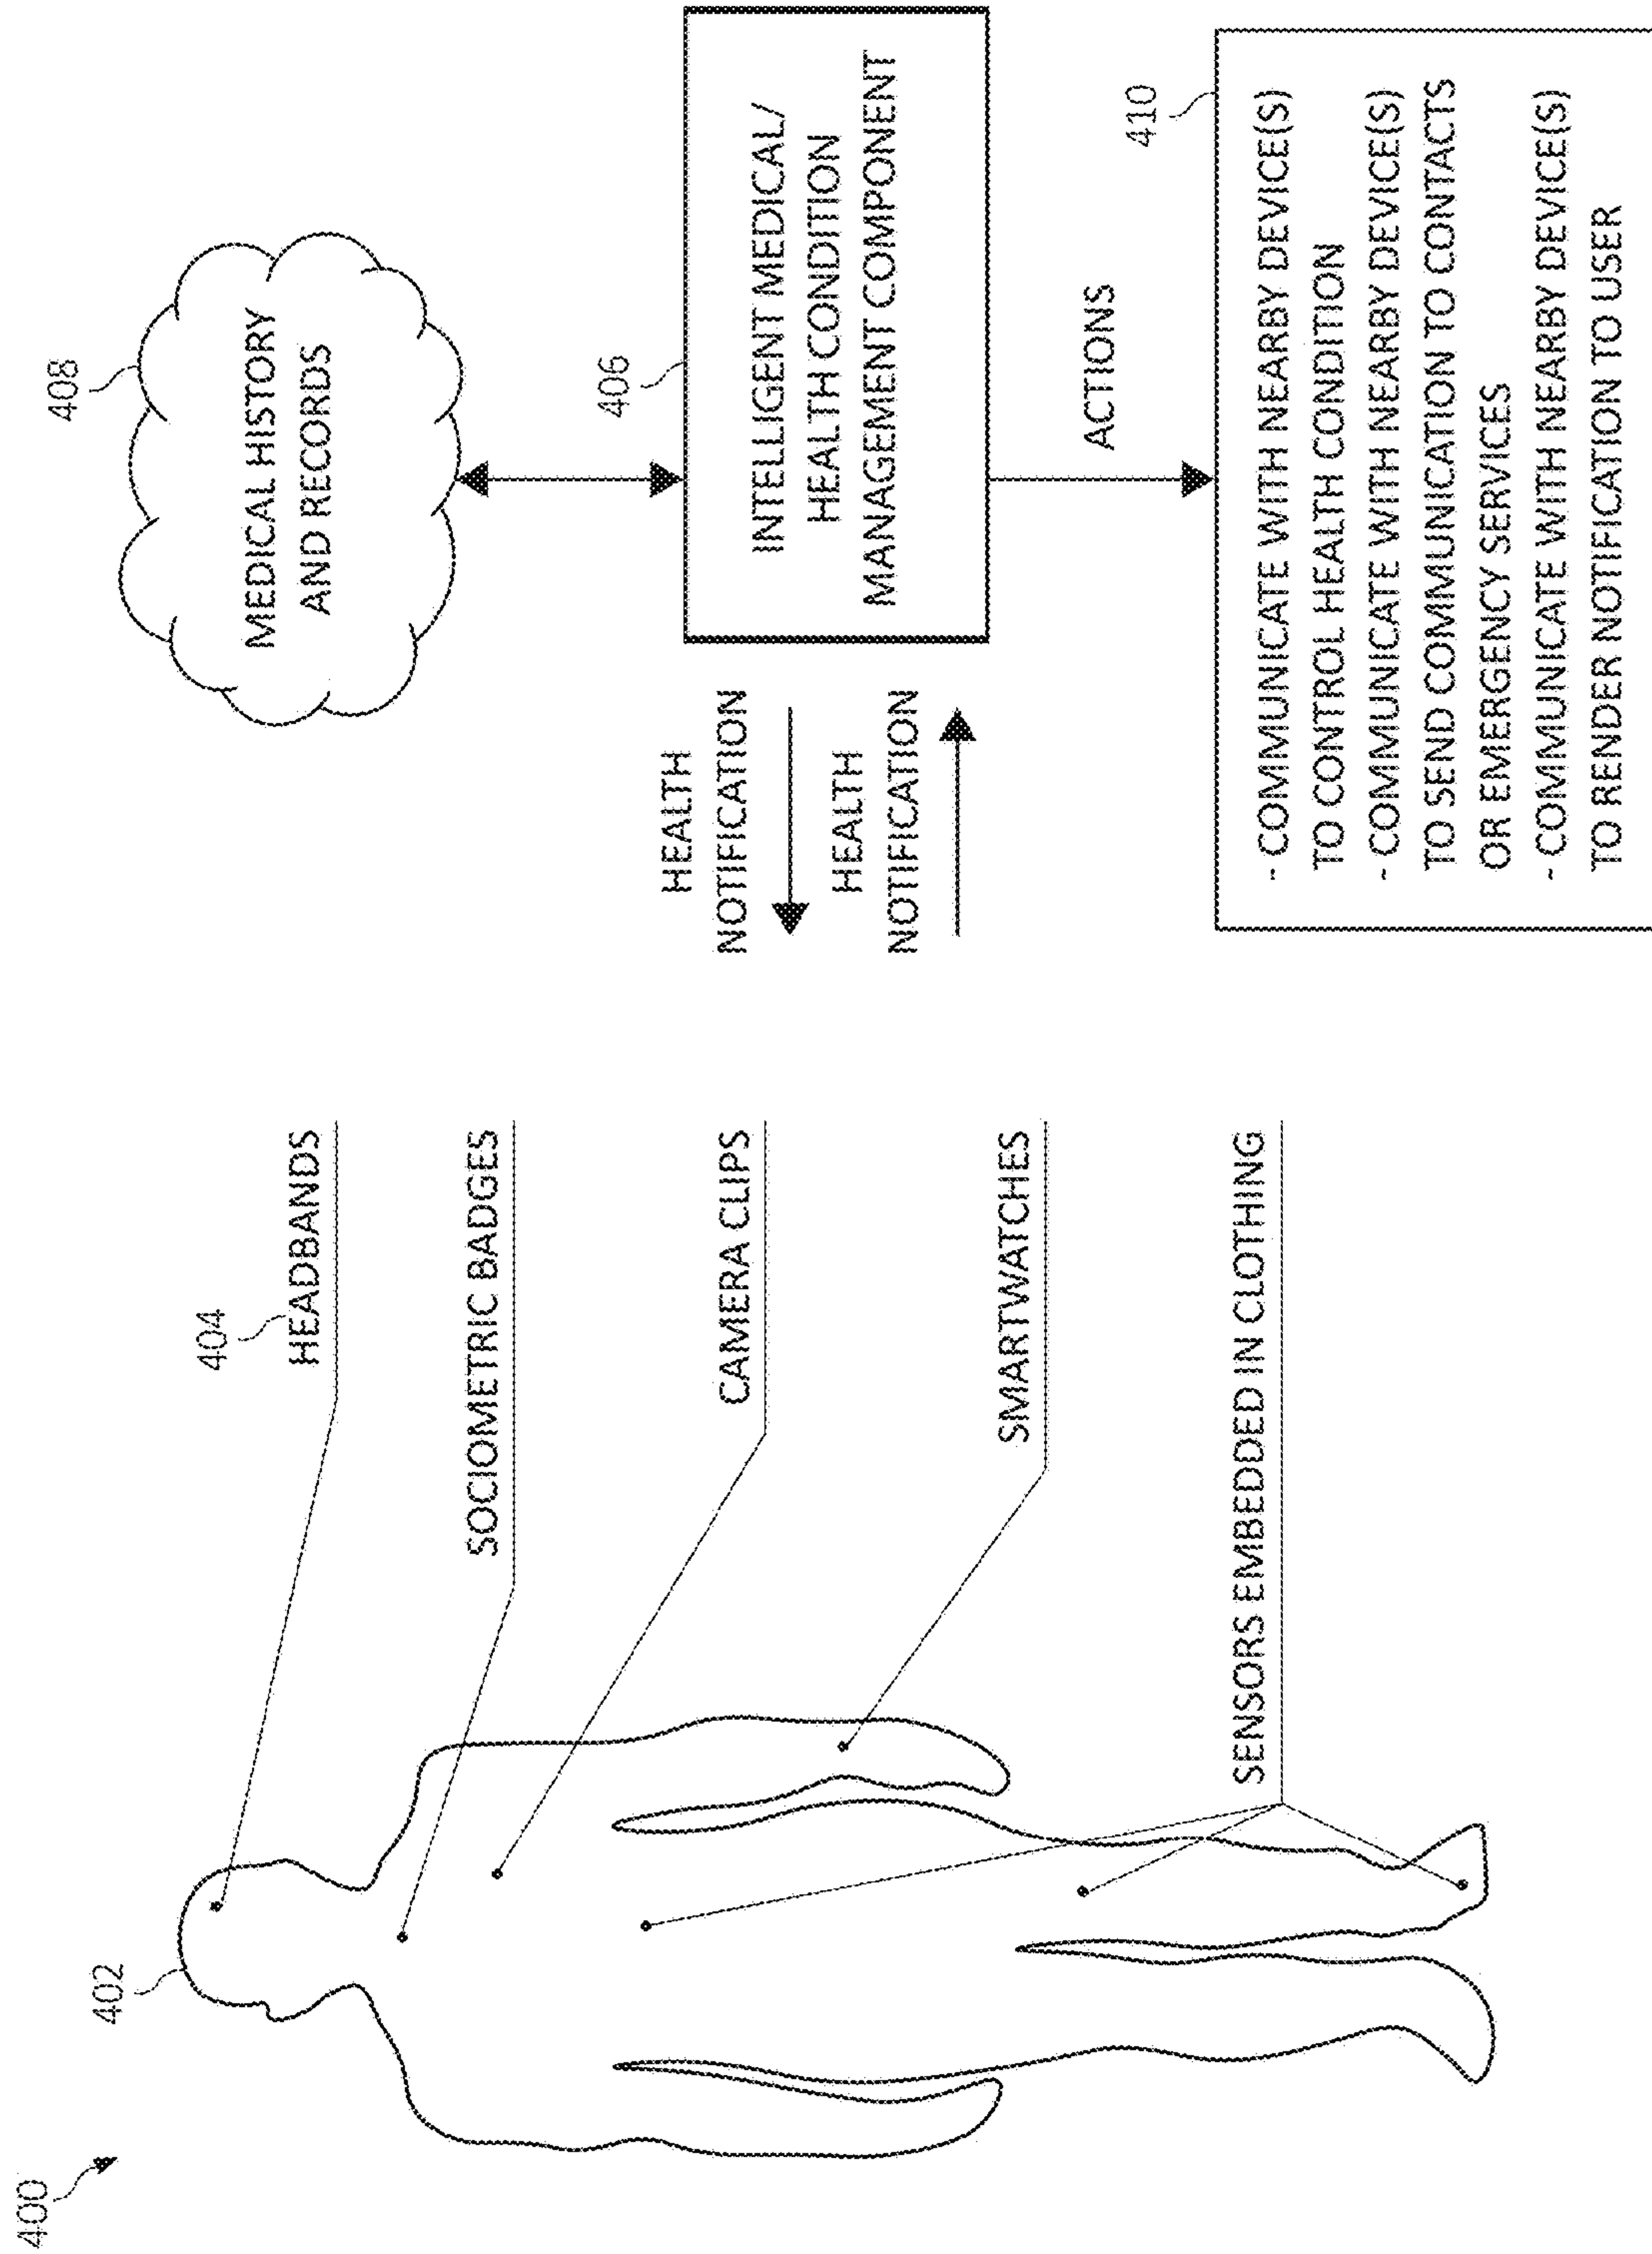 400
402
404
HEADBANDS
SOCIOMETRIC BADGES
CAMERA CLIPS
SMARTWATCHES
SENSORS EMBEDDED IN CLOTHING
HEALTH
NOTIFICATION
HEALTH
NOTIFICATION
408
MEDICAL HISTORY
AND RECORDS
406
INTELLIGENT MEDICAL/
HEALTH CONDITION
MANAGEMENT COMPONENT
ACTIONS
410
- COMMUNICATE WITH NEARBY DEVICE(S)
TO CONTROL HEALTH CONDITION
- COMMUNICATE WITH NEARBY DEVICE(S)
TO SEND COMMUNICATION TO CONTACTS
OR EMERGENCY SERVICES
- COMMUNICATE WITH NEARBY DEVICE(S)
TO RENDER NOTIFICATION TO USER